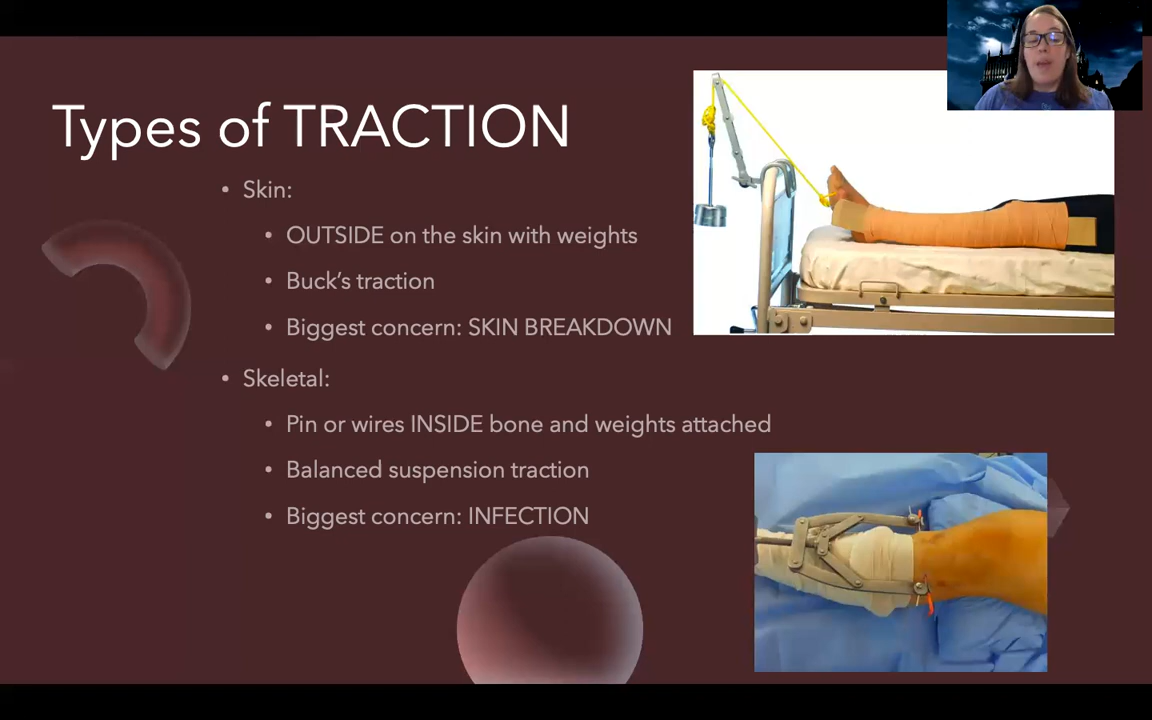 Types of TRACTION
• Skin:
• OUTSIDE on the skin with weights
• Buck's traction
• Biggest concern: SKIN BREAKDOWN
• Skeletal:
• Pin or wires INSIDE bone and weights attached
• Balanced suspension traction
• Biggest concern: INFECTION